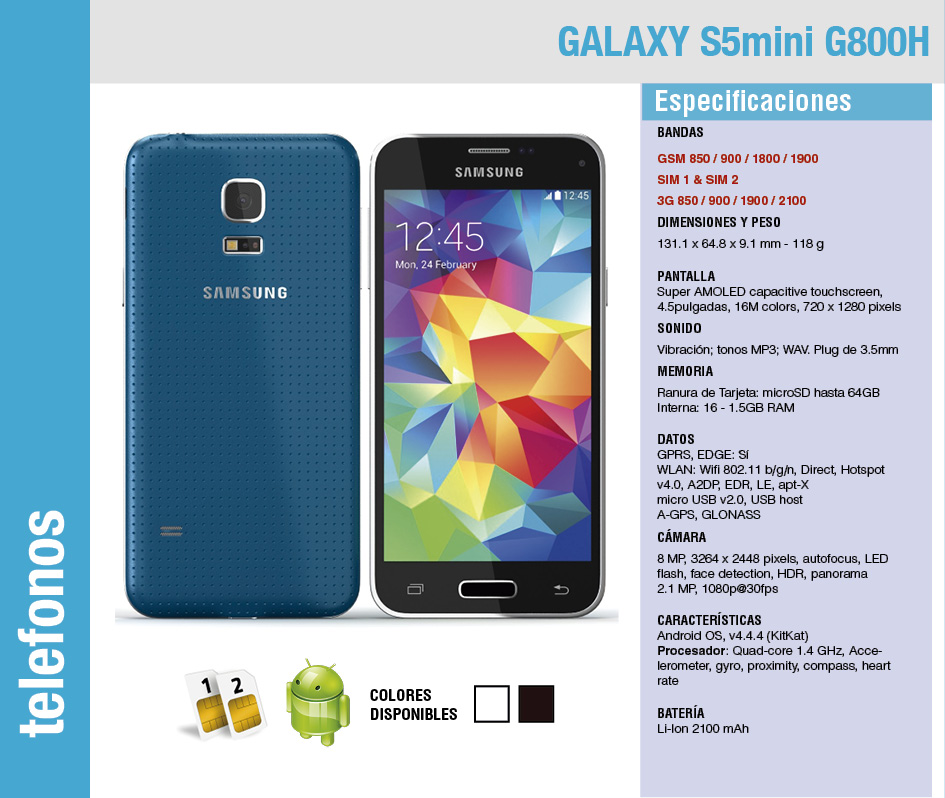 GALAXY S5mini G800H
telefonos
SAMSUNG
SAMSUNG
12:45
12:45
Mon, 24 February
1 2
COLORES
DISPONIBLES
Especificaciones
BANDAS
GSM 850 / 900 / 1800 / 1900
SIM 1 & SIM 2
3G 850 / 900 / 1900 / 2100
DIMENSIONES Y PESO
131.1 x 64.8 x 9.1 mm - 118 g
PANTALLA
Super AMOLED capacitive touchscreen,
4.5pulgadas, 16M colors, 720 x 1280 pixels
SONIDO
Vibración; tonos MP3; WAV. Plug de 3.5mm
MEMORIA
Ranura de Tarjeta: microSD hasta 64GB
Interna: 16 - 1.5GB RAM
DATOS
GPRS, EDGE: Sí
WLAN: Wifi 802.11 b/g/n, Direct, Hotspot
v4.0, A2DP, EDR, LE, apt-X
micro USB v2.0, USB host
A-GPS, GLONASS
CÁMARA
8 MP, 3264 x 2448 pixels, autofocus, LED
flash, face detection, HDR, panorama
2.1 MP, 1080p@30fps
CARACTERÍSTICAS
Android OS, v4.4.4 (KitKat)
Procesador: Quad-core 1.4 GHz, Acce-
lerometer, gyro, proximity, compass, heart
rate
BATERÍA
Li-Ion 2100 mAh